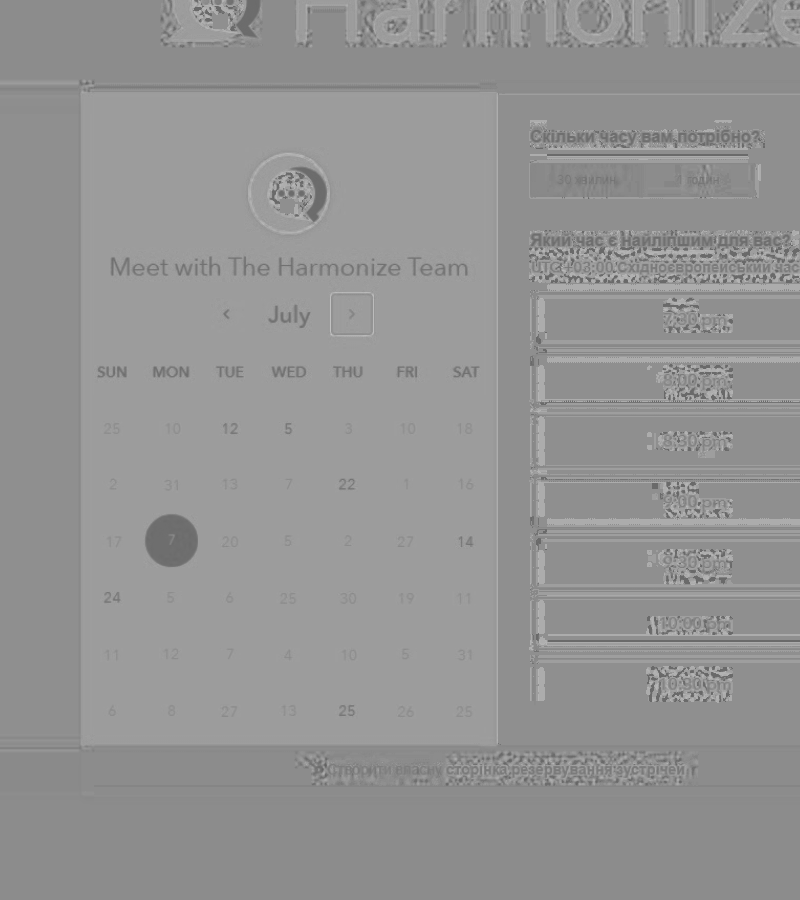 Harmonize
Meet with The Harmonize Team
‹ July ›
SUN MON TUE WED THU FRI SAT
25 10 12 5 3 10 18
2 31 13 7 22 1 16
17 7 20 5 2 27 14
24 5 6 25 30 19 11
11 12 7 4 10 5 31
6 8 27 13 25 26 25
Скільки часу вам потрібно?
30 хвилин годин
Який час є найліпшим для вас?
UTC+03:00 Східноєвропейський час
7:30 pm
8:00 pm
8:30 pm
9:00 pm
9:30 pm
10:00 pm
10:30 pm
Створити власну сторінка резервування зустрічей